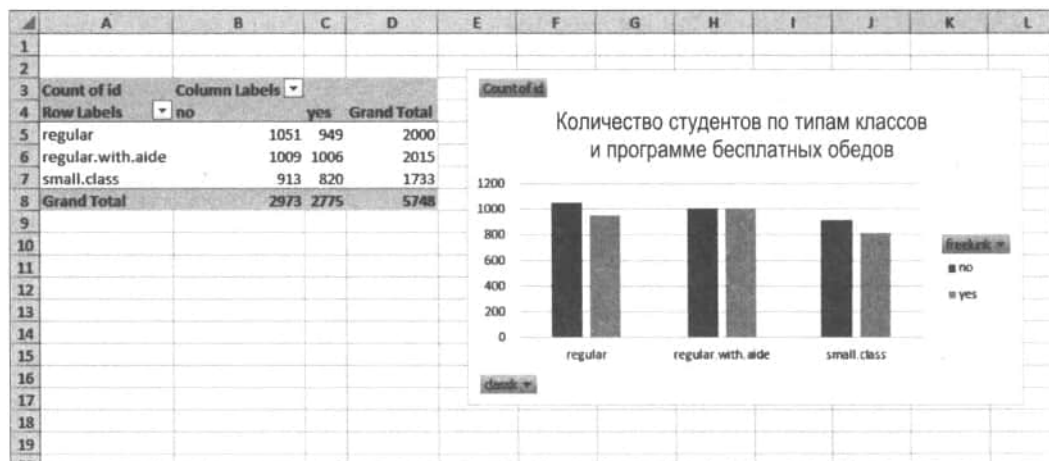 A B C D E F G H I J K L
1
2
3 Count of id Column Labels
4 Row Labels no yes Grand Total
5 regular 1051 949 2000
6 regular.with.aide 1009 1006 2015
7 small.class 913 820 1733
8 Grand Total 2973 2775 5748
9
10
11
12
13
14
15
16
17
18
19
Count of id
Количество студентов по типам классов
и программе бесплатных обедов
1200
1000
800
600
400
200
0
regular regular.with.aide small.class
freelunk
no
yes
classk